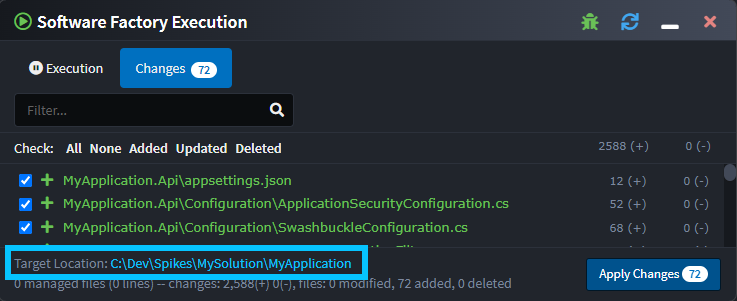 Software Factory Execution
Execution
Changes 72
Filter...
Check: All None Added Updated Deleted 2588 (+) 0 (-)
MyApplication.Api\appsettings.json 12 (+) 0 (-)
MyApplication.Api\Configuration\ApplicationSecurityConfiguration.cs 52 (+) 0 (-)
MyApplication.Api\Configuration\SwashbuckleConfiguration.cs 68 (+) 0 (-)
Target Location: C:\Dev\Spikes\MySolution\MyApplication
0 managed files (0 lines) -- changes: 2,588(+) 0(-), files: 0 modified, 72 added, 0 deleted
Apply Changes 72